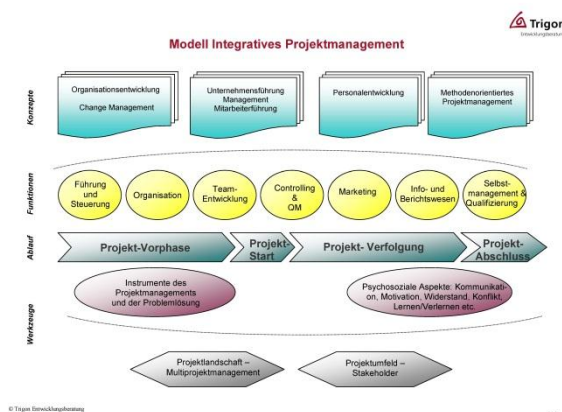 Trigon
Entwicklungsberatung
Modell Integratives Projektmanagement
Konzepte
Organisationsentwicklung
Change Management
Unternehmensführung
Management
Mitarbeiterführung
Personalentwicklung
Methodenorientiertes
Projektmanagement
Funktionen
Führung
und
Steuerung
Organisation
Team-
Entwicklung
Controlling
&
QM
Marketing
Info- und
Berichtswesen
Selbst-
management &
Qualifizierung
Ablauf
Projekt-Vorphase
Projekt-
Start
Projekt- Verfolgung
Projekt-
Abschluss
Werkzeuge
Instrumente des
Projektmanagements
und der Problemlösung
Psychosoziale Aspekte: Kommunikati-
on, Motivation, Widerstand, Konflikt,
Lernen/Verlernen etc.
Projektlandschaft –
Multiprojektmanagement
Projektumfeld –
Stakeholder
© Trigon Entwicklungsberatung